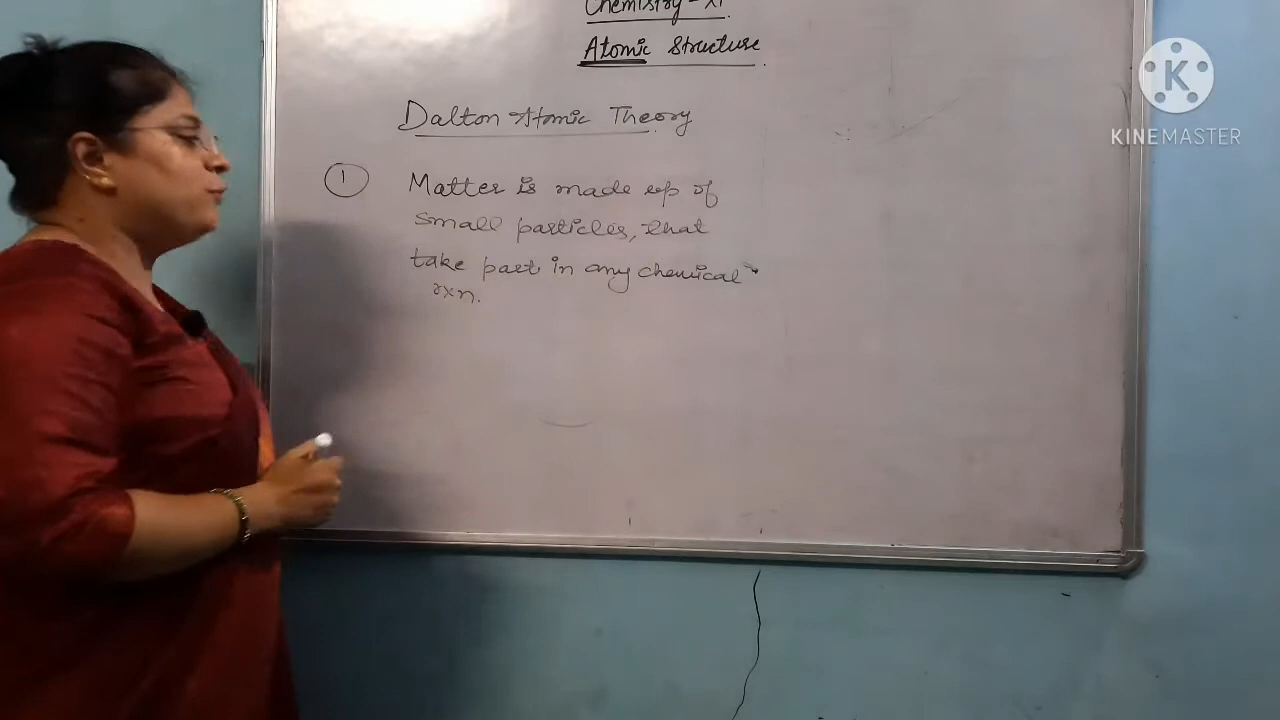 Chemistry - XI
Atomic Structure
Dalton Atomic Theory
1 Matter is made up of
small particles, that
take part in any chemical
rxn.
K
KINEMASTER